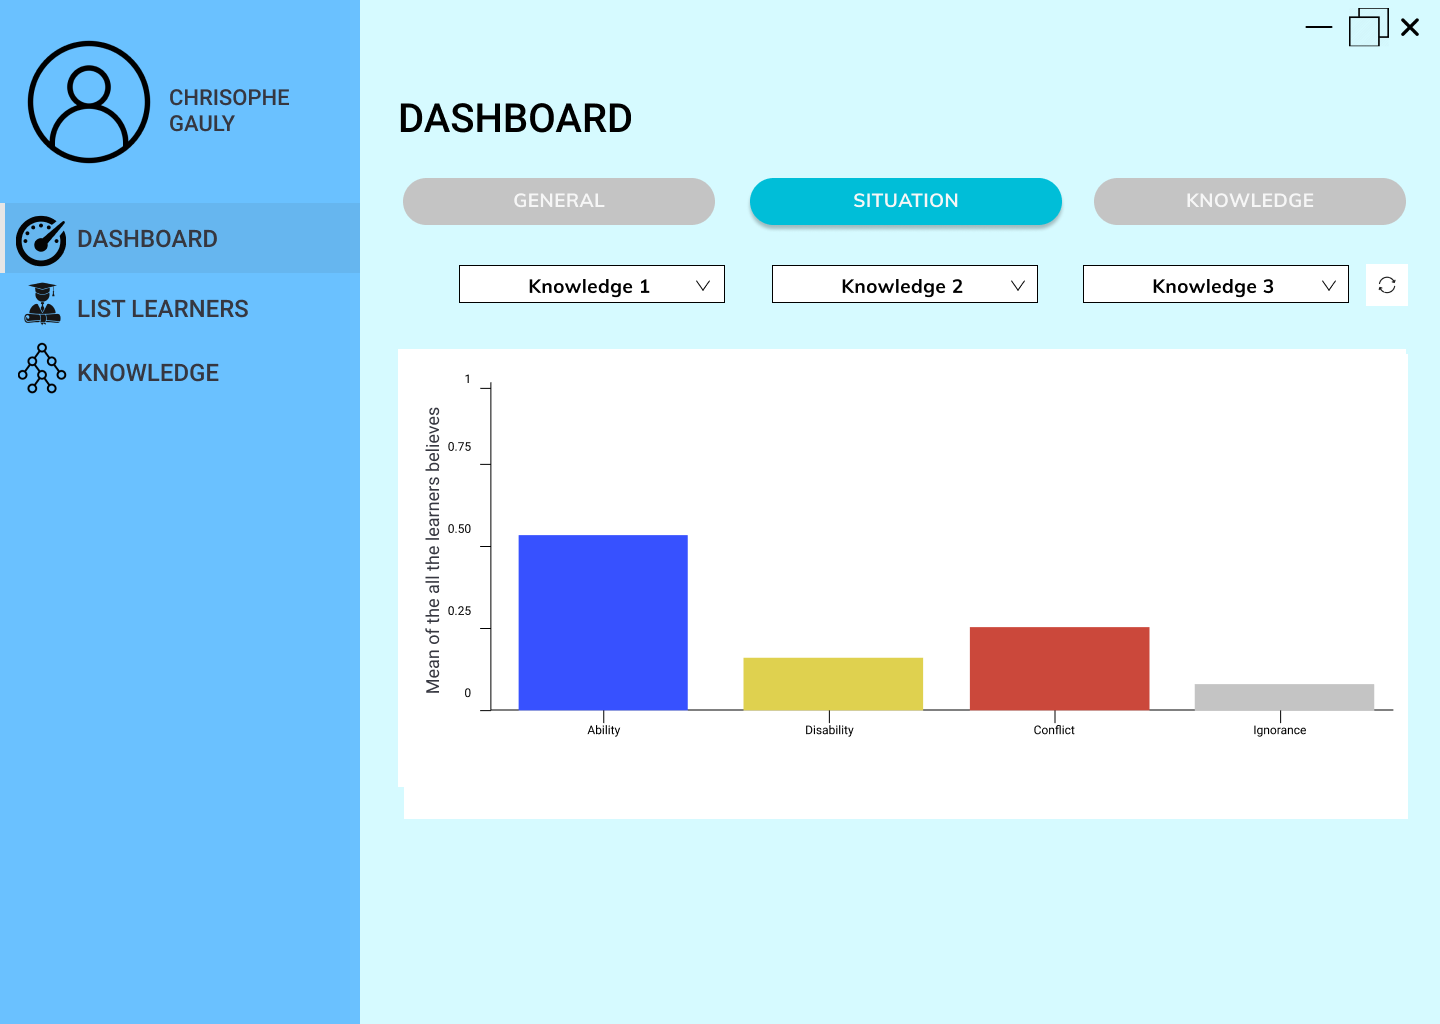 CHRISOPHE
GAULY
DASHBOARD
LIST LEARNERS
KNOWLEDGE
DASHBOARD
GENERAL
SITUATION
KNOWLEDGE
Knowledge 1
Knowledge 2
Knowledge 3
Mean of the all the learners believes
1
0.75
0.50
0.25
0
Ability
Disability
Conflict
Ignorance